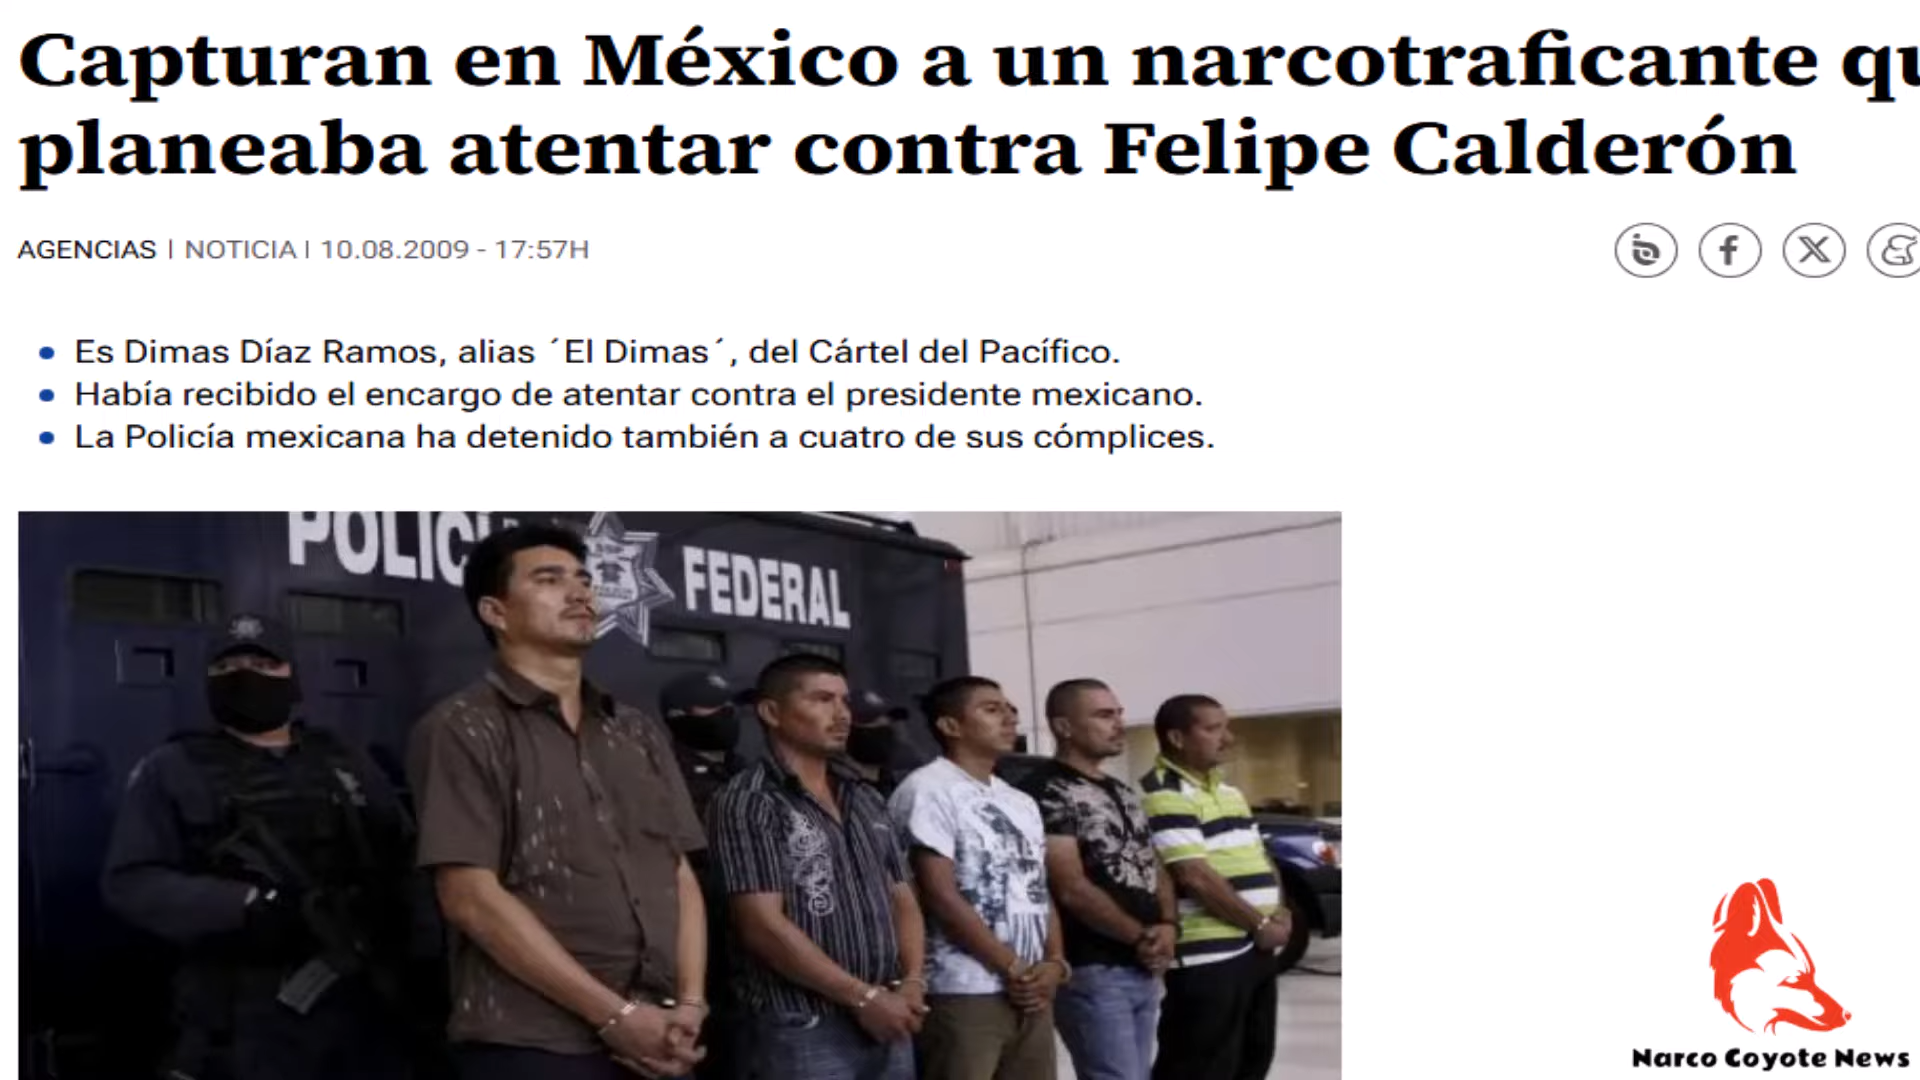 Capturan en México a un narcotraficante qu
planeaba atentar contra Felipe Calderón
AGENCIAS | NOTICIA | 10.08.2009 - 17:57H
Es Dimas Díaz Ramos, alias ´El Dimas´, del Cártel del Pacífico.
Había recibido el encargo de atentar contra el presidente mexicano.
La Policía mexicana ha detenido también a cuatro de sus cómplices.
POLIC
FEDERAL
Narco Coyote News